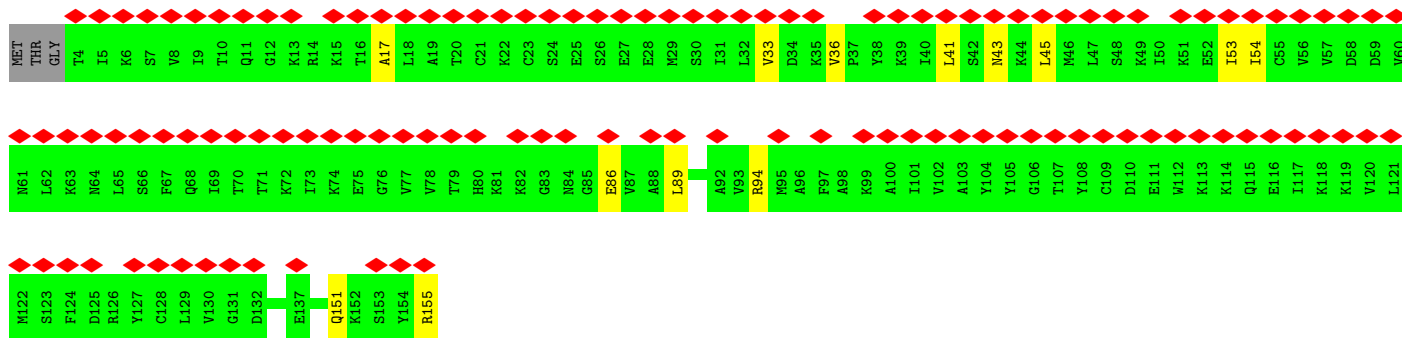 MET THR GLY T4 I5 K6 S7 V8 I9 T10 Q11 G12 K13 R14 K15 T16 A17 L18 A19 T20 C21 K22 C23 S24 E25 S26 E27 E28 M29 S30 I31 L32 V33 D34 K35 V36 P37 Y38 K39 I40 L41 S42 N43 K44 L45 M46 L47 S48 K49 I50 K51 E52 I53 I54 C55 V56 V57 D58 D59 V60
N61 L62 K63 N64 L65 S66 F67 Q68 I69 T70 T71 K72 I73 K74 E75 G76 V77 V78 T79 H80 K81 K82 G83 N84 G85 E86 V87 A88 L89 A92 V93 R94 M95 A96 F97 A98 K99 A100 I101 V102 A103 Y104 Y105 G106 T107 Y108 C109 D110 E111 W112 K113 K114 Q115 E116 I117 K118 K119 V120 L121
M122 S123 F124 D125 R126 Y127 C128 L129 V130 G131 D132 E137 Q151 K152 S153 Y154 R155